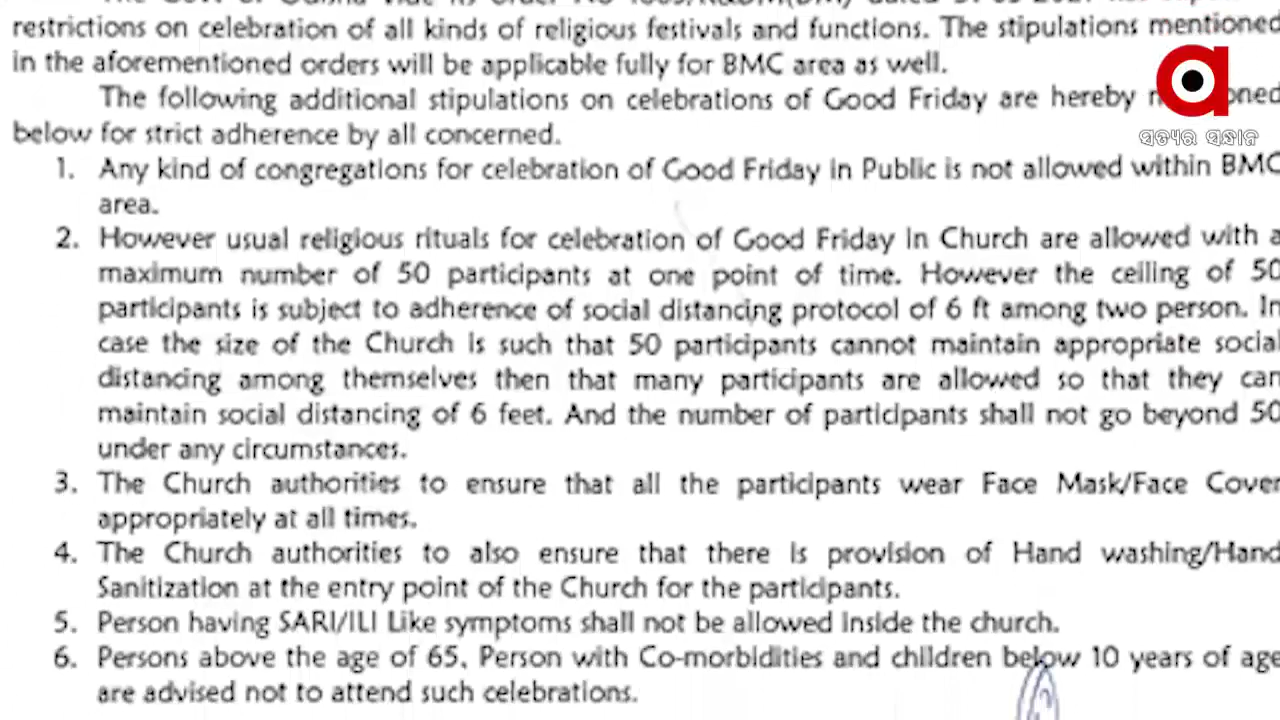 restrictions on celebration of all kinds of religious festivals and functions. The stipulations mentioned
in the aforementioned orders will be applicable fully for BMC area as well.
The following additional stipulations on celebrations of Good Friday are hereby
below for strict adherence by all concerned.
1. Any kind of congregations for celebration of Good Friday in Public is not allowed within BMC
area.
2. However usual religious rituals for celebration of Good Friday in Church are allowed with a
maximum number of 50 participants at one point of time. However the ceiling of 50
participants is subject to adherence of social distancing protocol of 6 ft among two person. In
case the size of the Church is such that 50 participants cannot maintain appropriate social
distancing among themselves then that many participants are allowed so that they can
maintain social distancing of 6 feet. And the number of participants shall not go beyond 50
under any circumstances.
3. The Church authorities to ensure that all the participants wear Face Mask/Face Cover
appropriately at all times.
4. The Church authorities to also ensure that there is provision of Hand washing/Hand
Sanitization at the entry point of the Church for the participants.
5. Person having SARI/ILI Like symptoms shall not be allowed inside the church.
6. Persons above the age of 65, Person with Co-morbidities and children below 10 years of age
are advised not to attend such celebrations.
ସତ୍ୟର ସନ୍ଧାନ